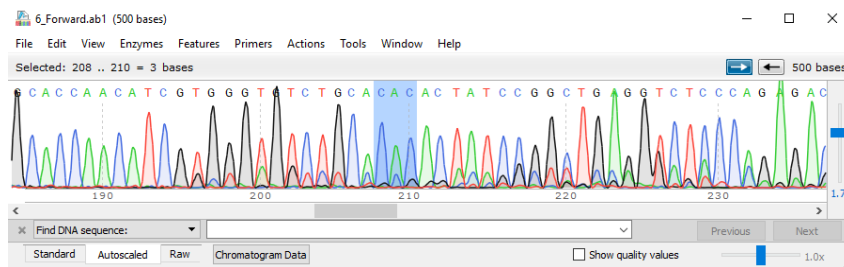 6_Forward.ab1 (500 bases)
File Edit View Enzymes Features Primers Actions Tools Window Help
Selected: 208 .. 210 = 3 bases 500 bases
G C A C C A A C A T C G T G G G T G T C T G C A C A C A C T A T C C G G C T G A G G T C T C C C A G A G A C
190 200 210 220 230
1.7
Find DNA sequence: Previous Next
Standard Autoscaled Raw Chromatogram Data Show quality values 1.0x